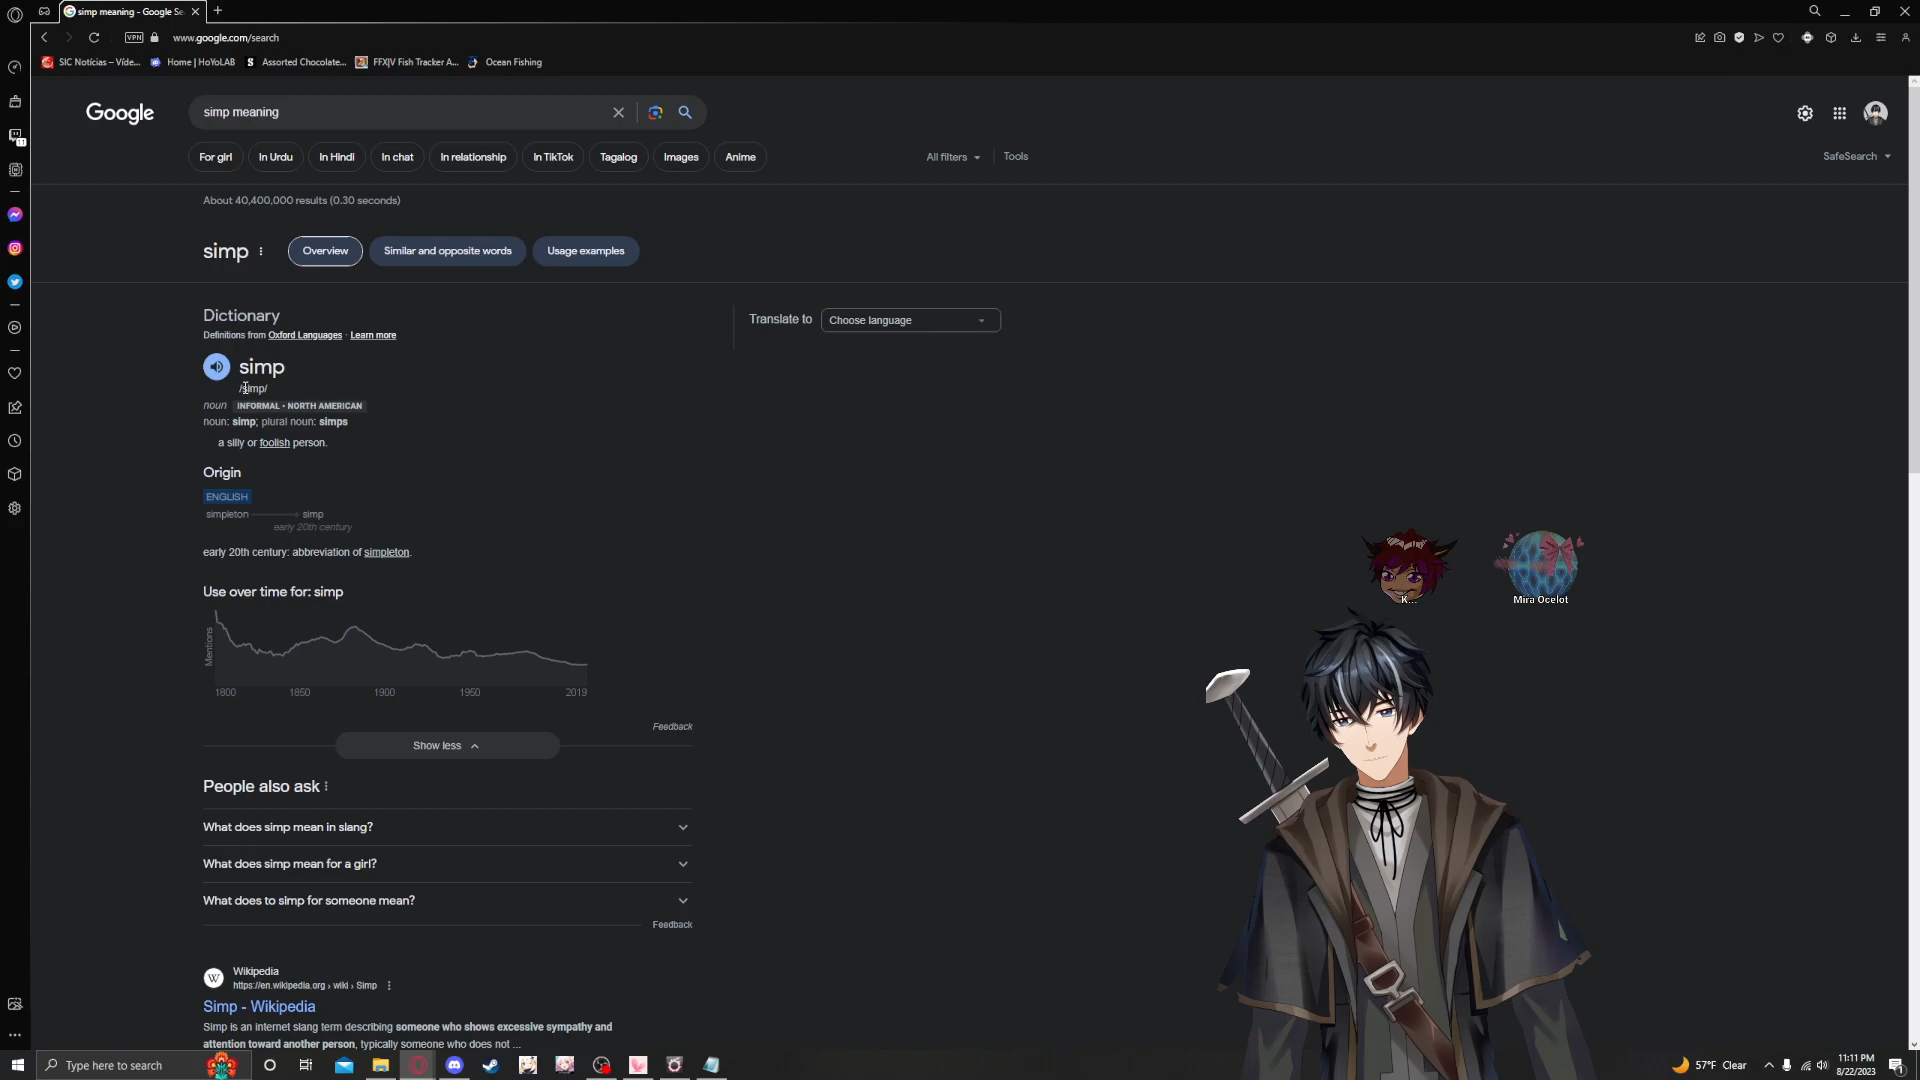 simp meaning - Google Se
www.google.com/search
VPN
SIC Notícias – Víde...
Home | HoYoLAB
Assorted Chocolate...
FFX|V Fish Tracker A...
Ocean Fishing
Google
simp meaning
For girl
In Urdu
In Hindi
In chat
In relationship
In TikTok
Tagalog
Images
Anime
All filters
Tools
SafeSearch
About 40,400,000 results (0.30 seconds)
simp
Overview
Similar and opposite words
Usage examples
Dictionary
Definitions from Oxford Languages · Learn more
Translate to
Choose language
simp
/simp/
noun INFORMAL • NORTH AMERICAN
noun: simp; plural noun: simps
a silly or foolish person.
Origin
ENGLISH
simpleton
simp
early 20th century
early 20th century: abbreviation of simpleton.
Use over time for: simp
Mentions
1800
1850
1900
1950
2019
Feedback
Show less
People also ask
What does simp mean in slang?
What does simp mean for a girl?
What does to simp for someone mean?
Feedback
W
Wikipedia
https://en.wikipedia.org › wiki › Simp
Simp - Wikipedia
Simp is an internet slang term describing someone who shows excessive sympathy and
attention toward another person, typically someone who does not ...
K...
Mira Ocelot
Type here to search
57°F Clear
11:11 PM
8/22/2023